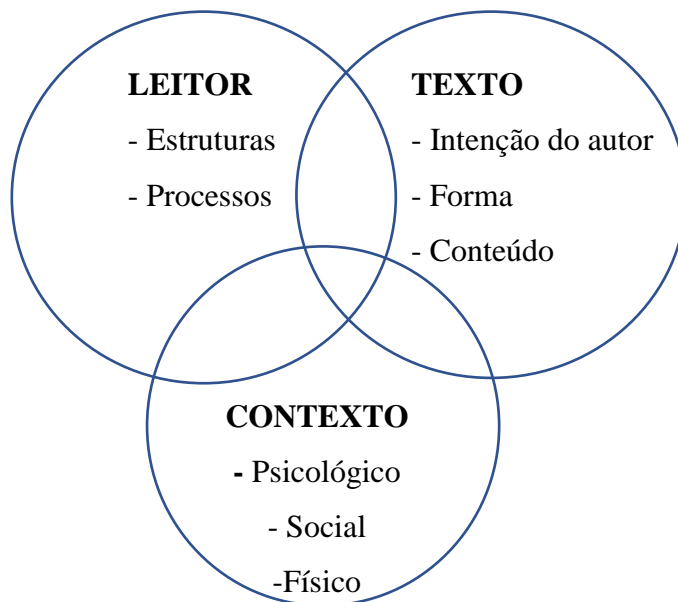 LEITOR
- Estruturas
- Processos
TEXTO
- Intenção do autor
- Forma
- Conteúdo
CONTEXTO
- Psicológico
- Social
-Físico